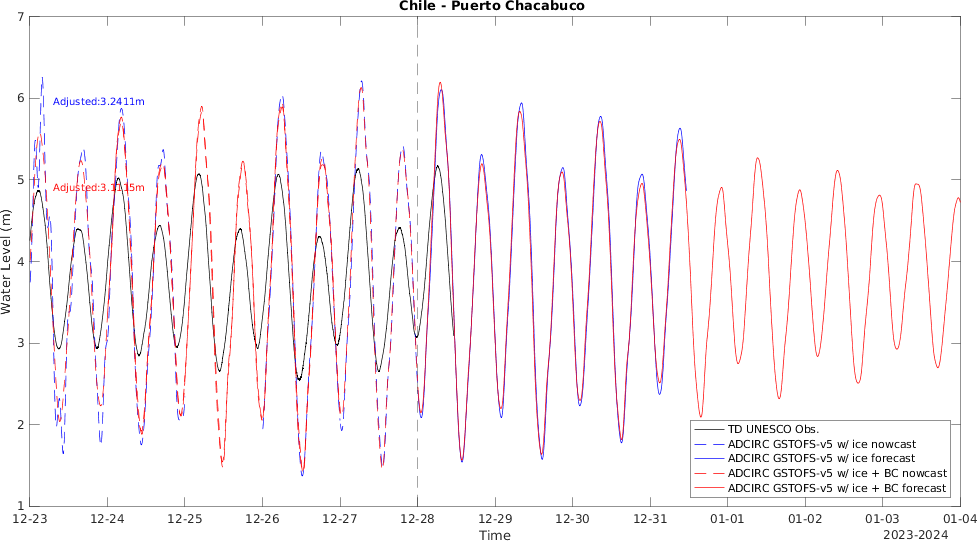 Chile - Puerto Chacabuco
7
6
5
4
3
2
1
Water Level (m)
Adjusted:3.2411m
Adjusted:3.1115m
TD UNESCO Obs.
ADCIRC GSTOFS-v5 w/ ice nowcast
ADCIRC GSTOFS-v5 w/ ice forecast
ADCIRC GSTOFS-v5 w/ ice + BC nowcast
ADCIRC GSTOFS-v5 w/ ice + BC forecast
12-23 12-24 12-25 12-26 12-27 12-28 12-29 12-30 12-31 01-01 01-02 01-03 01-04
Time
2023-2024